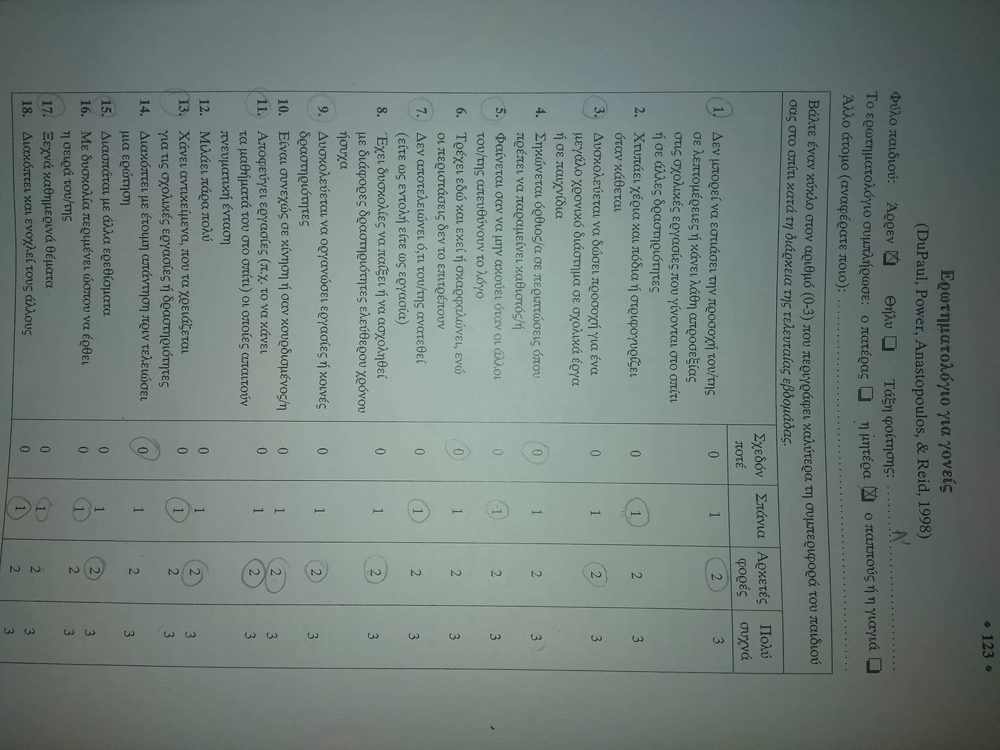 • 123 •
Ερωτηματολόγιο για γονείς
(DuPaul, Power, Anastopoulos, & Reid, 1998)
Φύλο παιδιού: Άρρεν ☒ Θήλυ ☐ Τάξη φοίτησης: ..........Α'..........
Το ερωτηματολόγιο συμπλήρωσε: ο πατέρας ☐ η μητέρα ☒ ο παππούς ή η γιαγιά ☐
Άλλο άτομο (αναφέρατε ποιο): ..........
Βάλτε έναν κύκλο στον αριθμό (0-3) που περιγράφει καλύτερα τη συμπεριφορά του παιδιού
σας στο σπίτι κατά τη διάρκεια της τελευταίας εβδομάδας.
Σχεδόν ποτέ Σπάνια Αρκετές φορές Πολύ συχνά
1. Δεν μπορεί να εστιάσει την προσοχή του/της 0 1 2 3
σε λεπτομέρειες ή κάνει λάθη απροσεξίας
στις σχολικές εργασίες που γίνονται στο σπίτι
ή σε άλλες δραστηριότητες
2. Χτυπάει χέρια και πόδια ή στριφογυρίζει 0 1 2 3
όταν κάθεται
3. Δυσκολεύεται να δώσει προσοχή για ένα 0 1 2 3
μεγάλο χρονικό διάστημα σε σχολικά έργα
ή σε παιχνίδια
4. Σηκώνεται όρθιος/α σε περιπτώσεις όπου 0 1 2 3
πρέπει να παραμείνει καθιστός/ή
5. Φαίνεται σαν να μην ακούει όταν οι άλλοι 0 1 2 3
του/της απευθύνουν το λόγο
6. Τρέχει εδώ και εκεί ή σκαρφαλώνει, ενώ 0 1 2 3
οι περιστάσεις δεν το επιτρέπουν
7. Δεν αποτελειώνει ό,τι του/της ανατεθεί 0 1 2 3
(είτε ως εντολή είτε ως εργασία)
8. Έχει δυσκολίες να παίξει ή να ασχοληθεί 0 1 2 3
με διάφορες δραστηριότητες ελεύθερου χρόνου
ήσυχα
9. Δυσκολεύεται να οργανώσει εργασίες ή κοινές 0 1 2 3
δραστηριότητες
10. Είναι συνεχώς σε κίνηση ή σαν κουρδισμένος/η 0 1 2 3
11. Αποφεύγει εργασίες (π.χ. το να κάνει 0 1 2 3
τα μαθήματά του στο σπίτι) οι οποίες απαιτούν
πνευματική ένταση
12. Μιλάει πάρα πολύ 0 1 2 3
13. Χάνει αντικείμενα, που τα χρειάζεται 0 1 2 3
για τις σχολικές εργασίες ή δραστηριότητες
14. Διακόπτει με έτοιμη απάντηση πριν τελειώσει 0 1 2 3
μια ερώτηση
15. Διασπάται με άλλα ερεθίσματα 0 1 2 3
16. Με δυσκολία περιμένει ώσπου να έρθει 0 1 2 3
η σειρά του/της
17. Ξεχνά καθημερινά θέματα 0 1 2 3
18. Διακόπτει και ενοχλεί τους άλλους 0 1 2 3